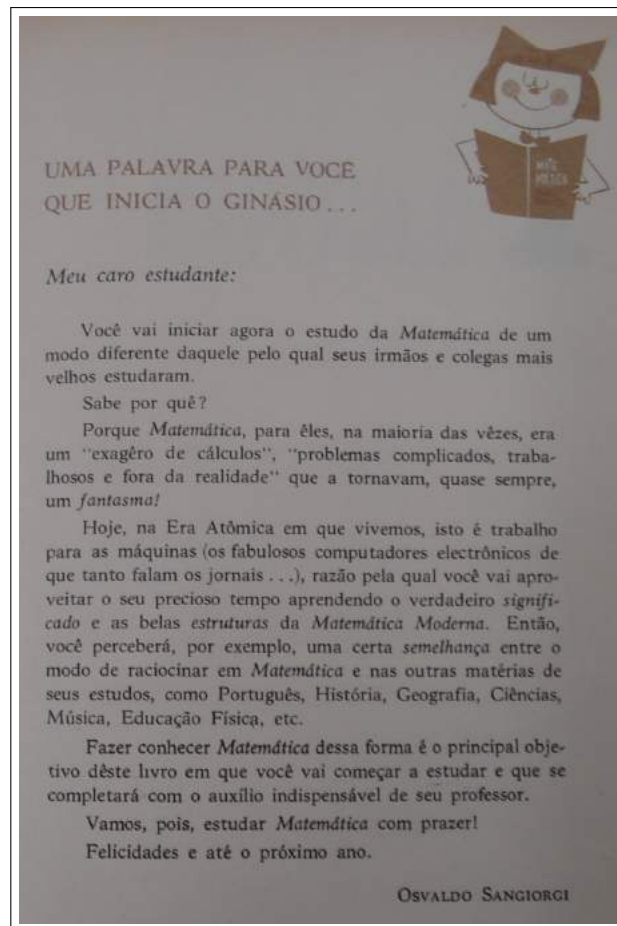 MATE
MÁTICA
UMA PALAVRA PARA VOCÊ
QUE INICIA O GINÁSIO...
Meu caro estudante:
Você vai iniciar agora o estudo da Matemática de um
modo diferente daquele pelo qual seus irmãos e colegas mais
velhos estudaram.
Sabe por quê?
Porque Matemática, para êles, na maioria das vêzes, era
um "exagêro de cálculos", "problemas complicados, traba-
lhosos e fora da realidade" que a tornavam, quase sempre,
um fantasma!
Hoje, na Era Atômica em que vivemos, isto é trabalho
para as máquinas (os fabulosos computadores electrônicos de
que tanto falam os jornais...), razão pela qual você vai apro-
veitar o seu precioso tempo aprendendo o verdadeiro signifi-
cado e as belas estruturas da Matemática Moderna. Então,
você perceberá, por exemplo, uma certa semelhança entre o
modo de raciocinar em Matemática e nas outras matérias de
seus estudos, como Português, História, Geografia, Ciências,
Música, Educação Física, etc.
Fazer conhecer Matemática dessa forma é o principal obje-
tivo dêste livro em que você vai começar a estudar e que se
completará com o auxílio indispensável de seu professor.
Vamos, pois, estudar Matemática com prazer!
Felicidades e até o próximo ano.
OSVALDO SANGIORGI